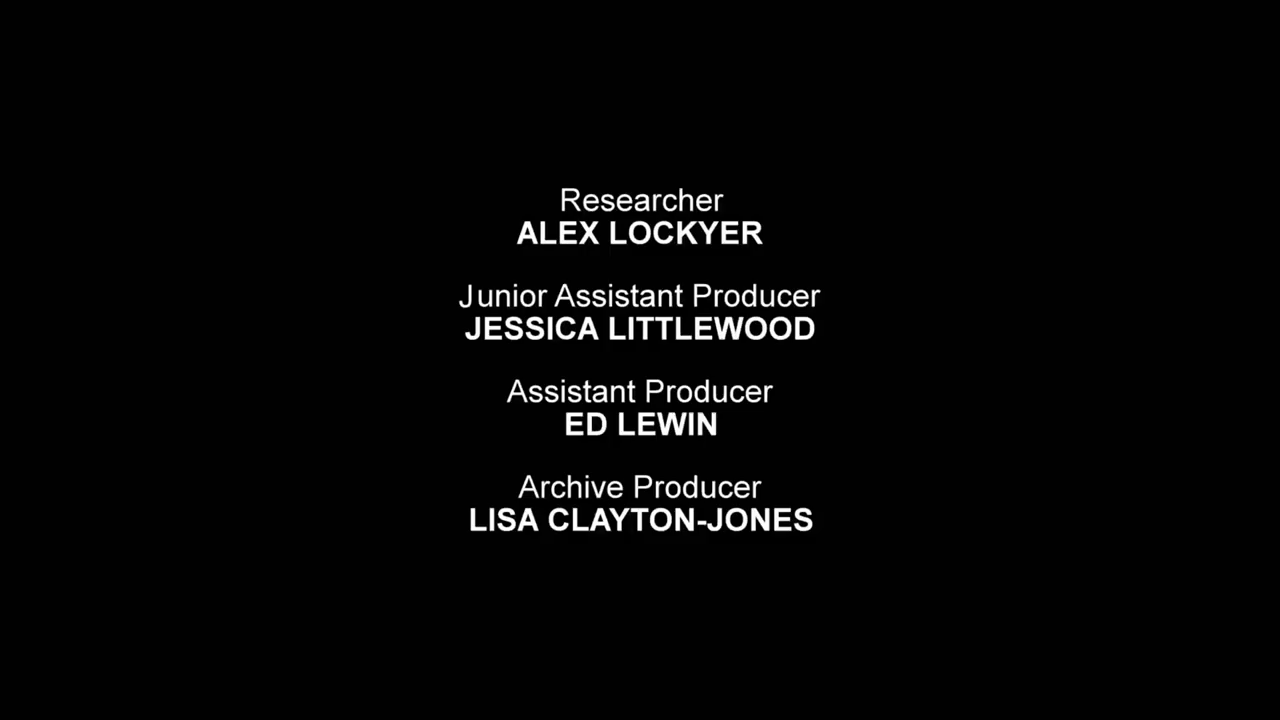 Researcher
ALEX LOCKYER
Junior Assistant Producer
JESSICA LITTLEWOOD
Assistant Producer
ED LEWIN
Archive Producer
LISA CLAYTON-JONES